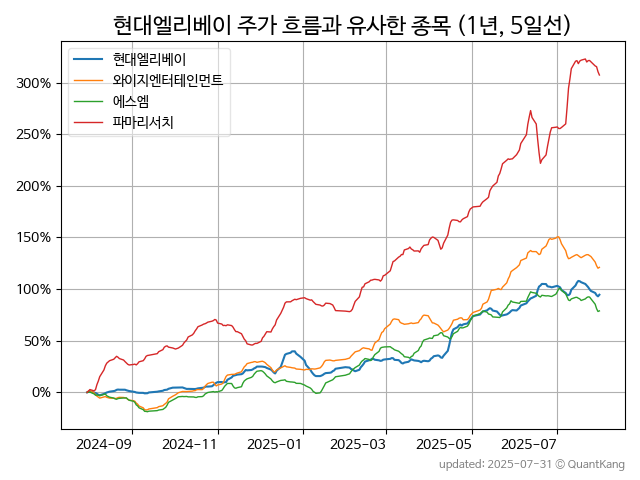 현대엘리베이 주가 흐름과 유사한 종목 (1년, 5일선)
현대엘리베이
와이지엔터테인먼트
에스엠
파마리서치
300%
250%
200%
150%
100%
50%
0%
2024-09 2024-11 2025-01 2025-03 2025-05 2025-07
updated: 2025-07-31 © QuantKang